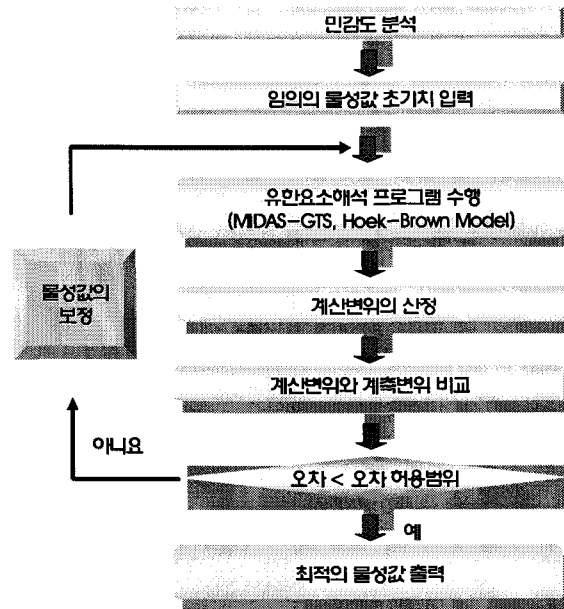 민감도 분석
임의의 물성값 초기치 입력
유한요소해석 프로그램 수행
(MIDAS-GTS, Hoek-Brown Model)
물성값의
보정
계산변위의 산정
계산변위와 계측변위 비교
아니요
오차 < 오차 허용범위
예
최적의 물성값 출력